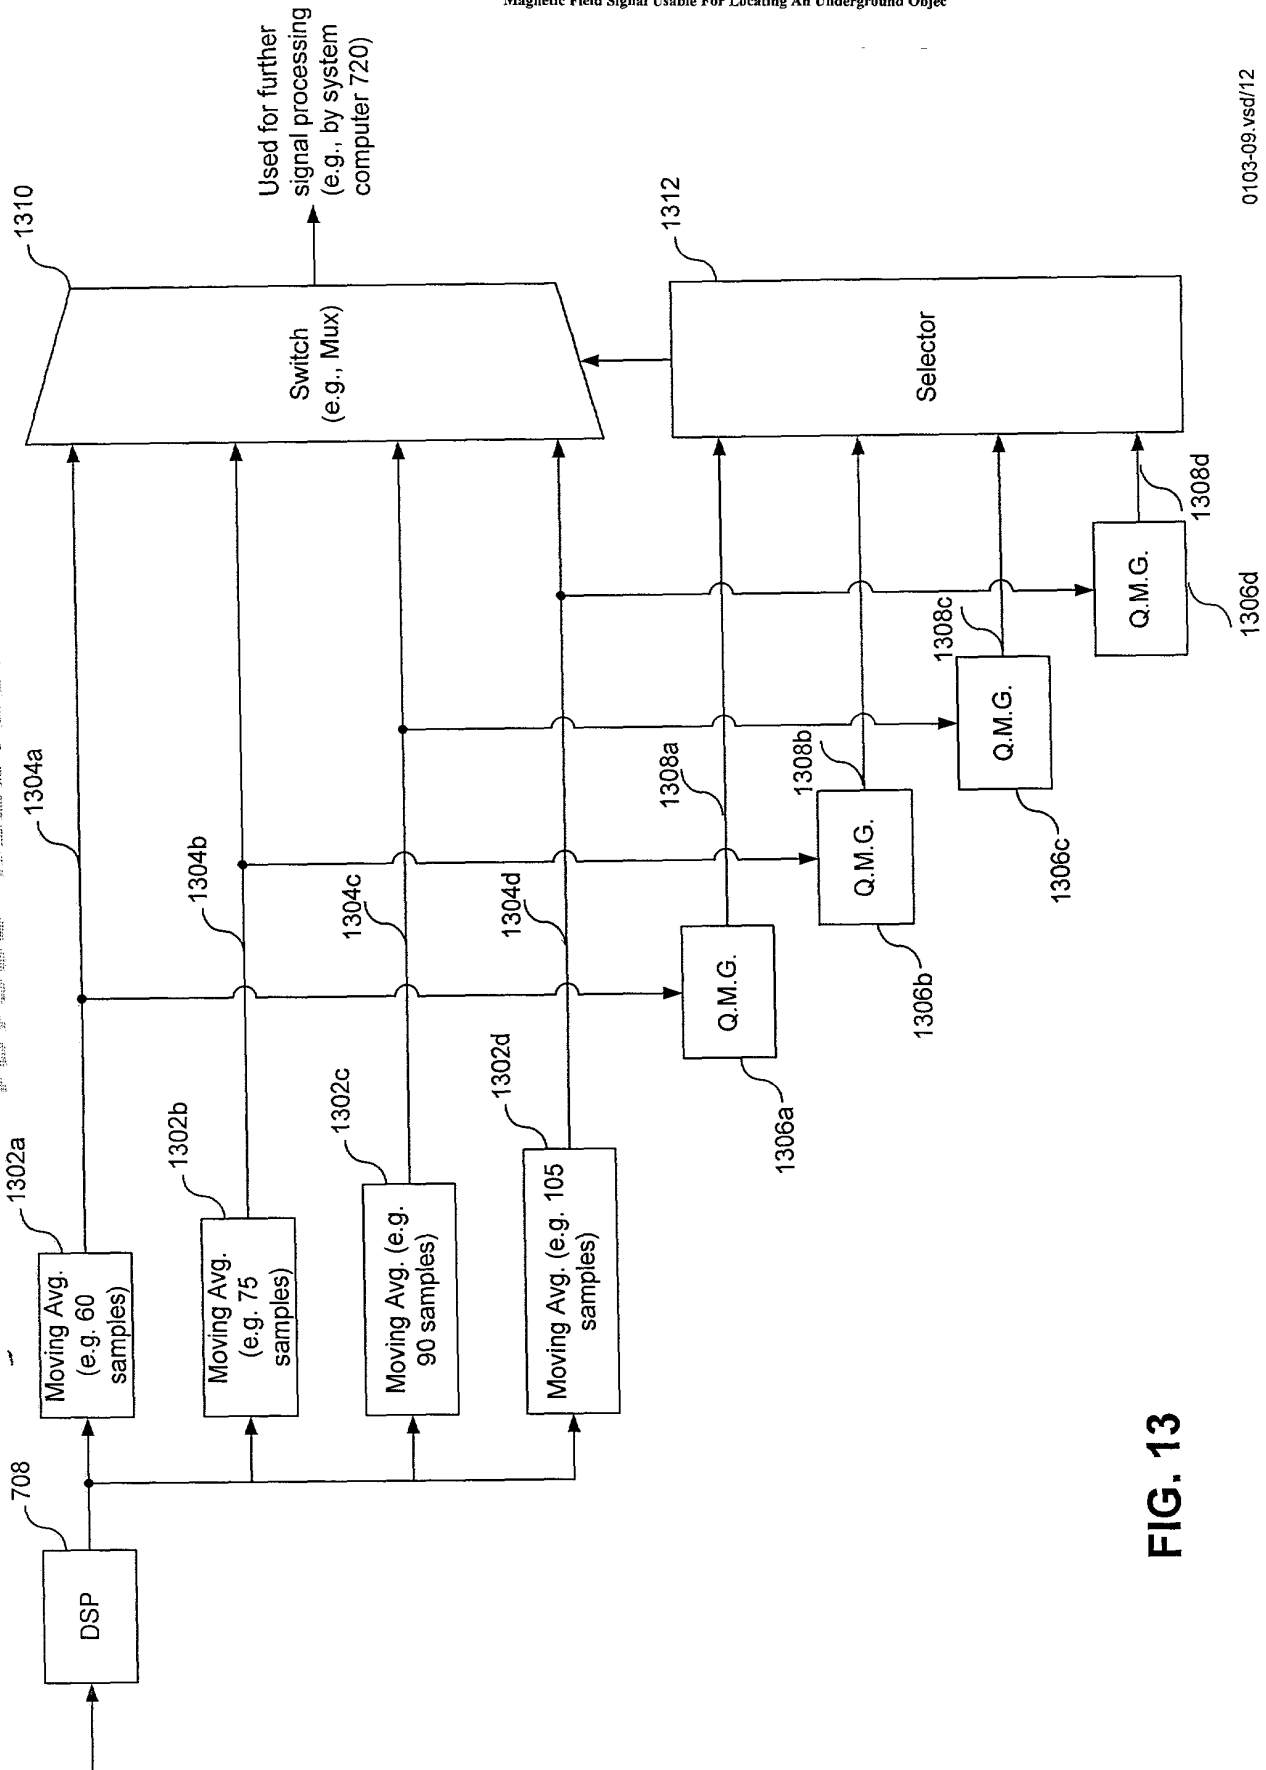 Magnetic Field Signal Usable For Locating An Underground Objec
708
DSP
1302a
Moving Avg.
(e.g. 60
samples)
1302b
Moving Avg.
(e.g. 75
samples)
1302c
Moving Avg. (e.g.
90 samples)
1302d
Moving Avg. (e.g. 105
samples)
1304a
1304b
1304c
1304d
1306a
Q.M.G.
1306b
Q.M.G.
1306c
Q.M.G.
1306d
Q.M.G.
1308a
1308b
1308c
1308d
1310
Switch
(e.g., Mux)
1312
Selector
Used for further
signal processing
(e.g., by system
computer 720)
FIG. 13
0103-09.vsd/12